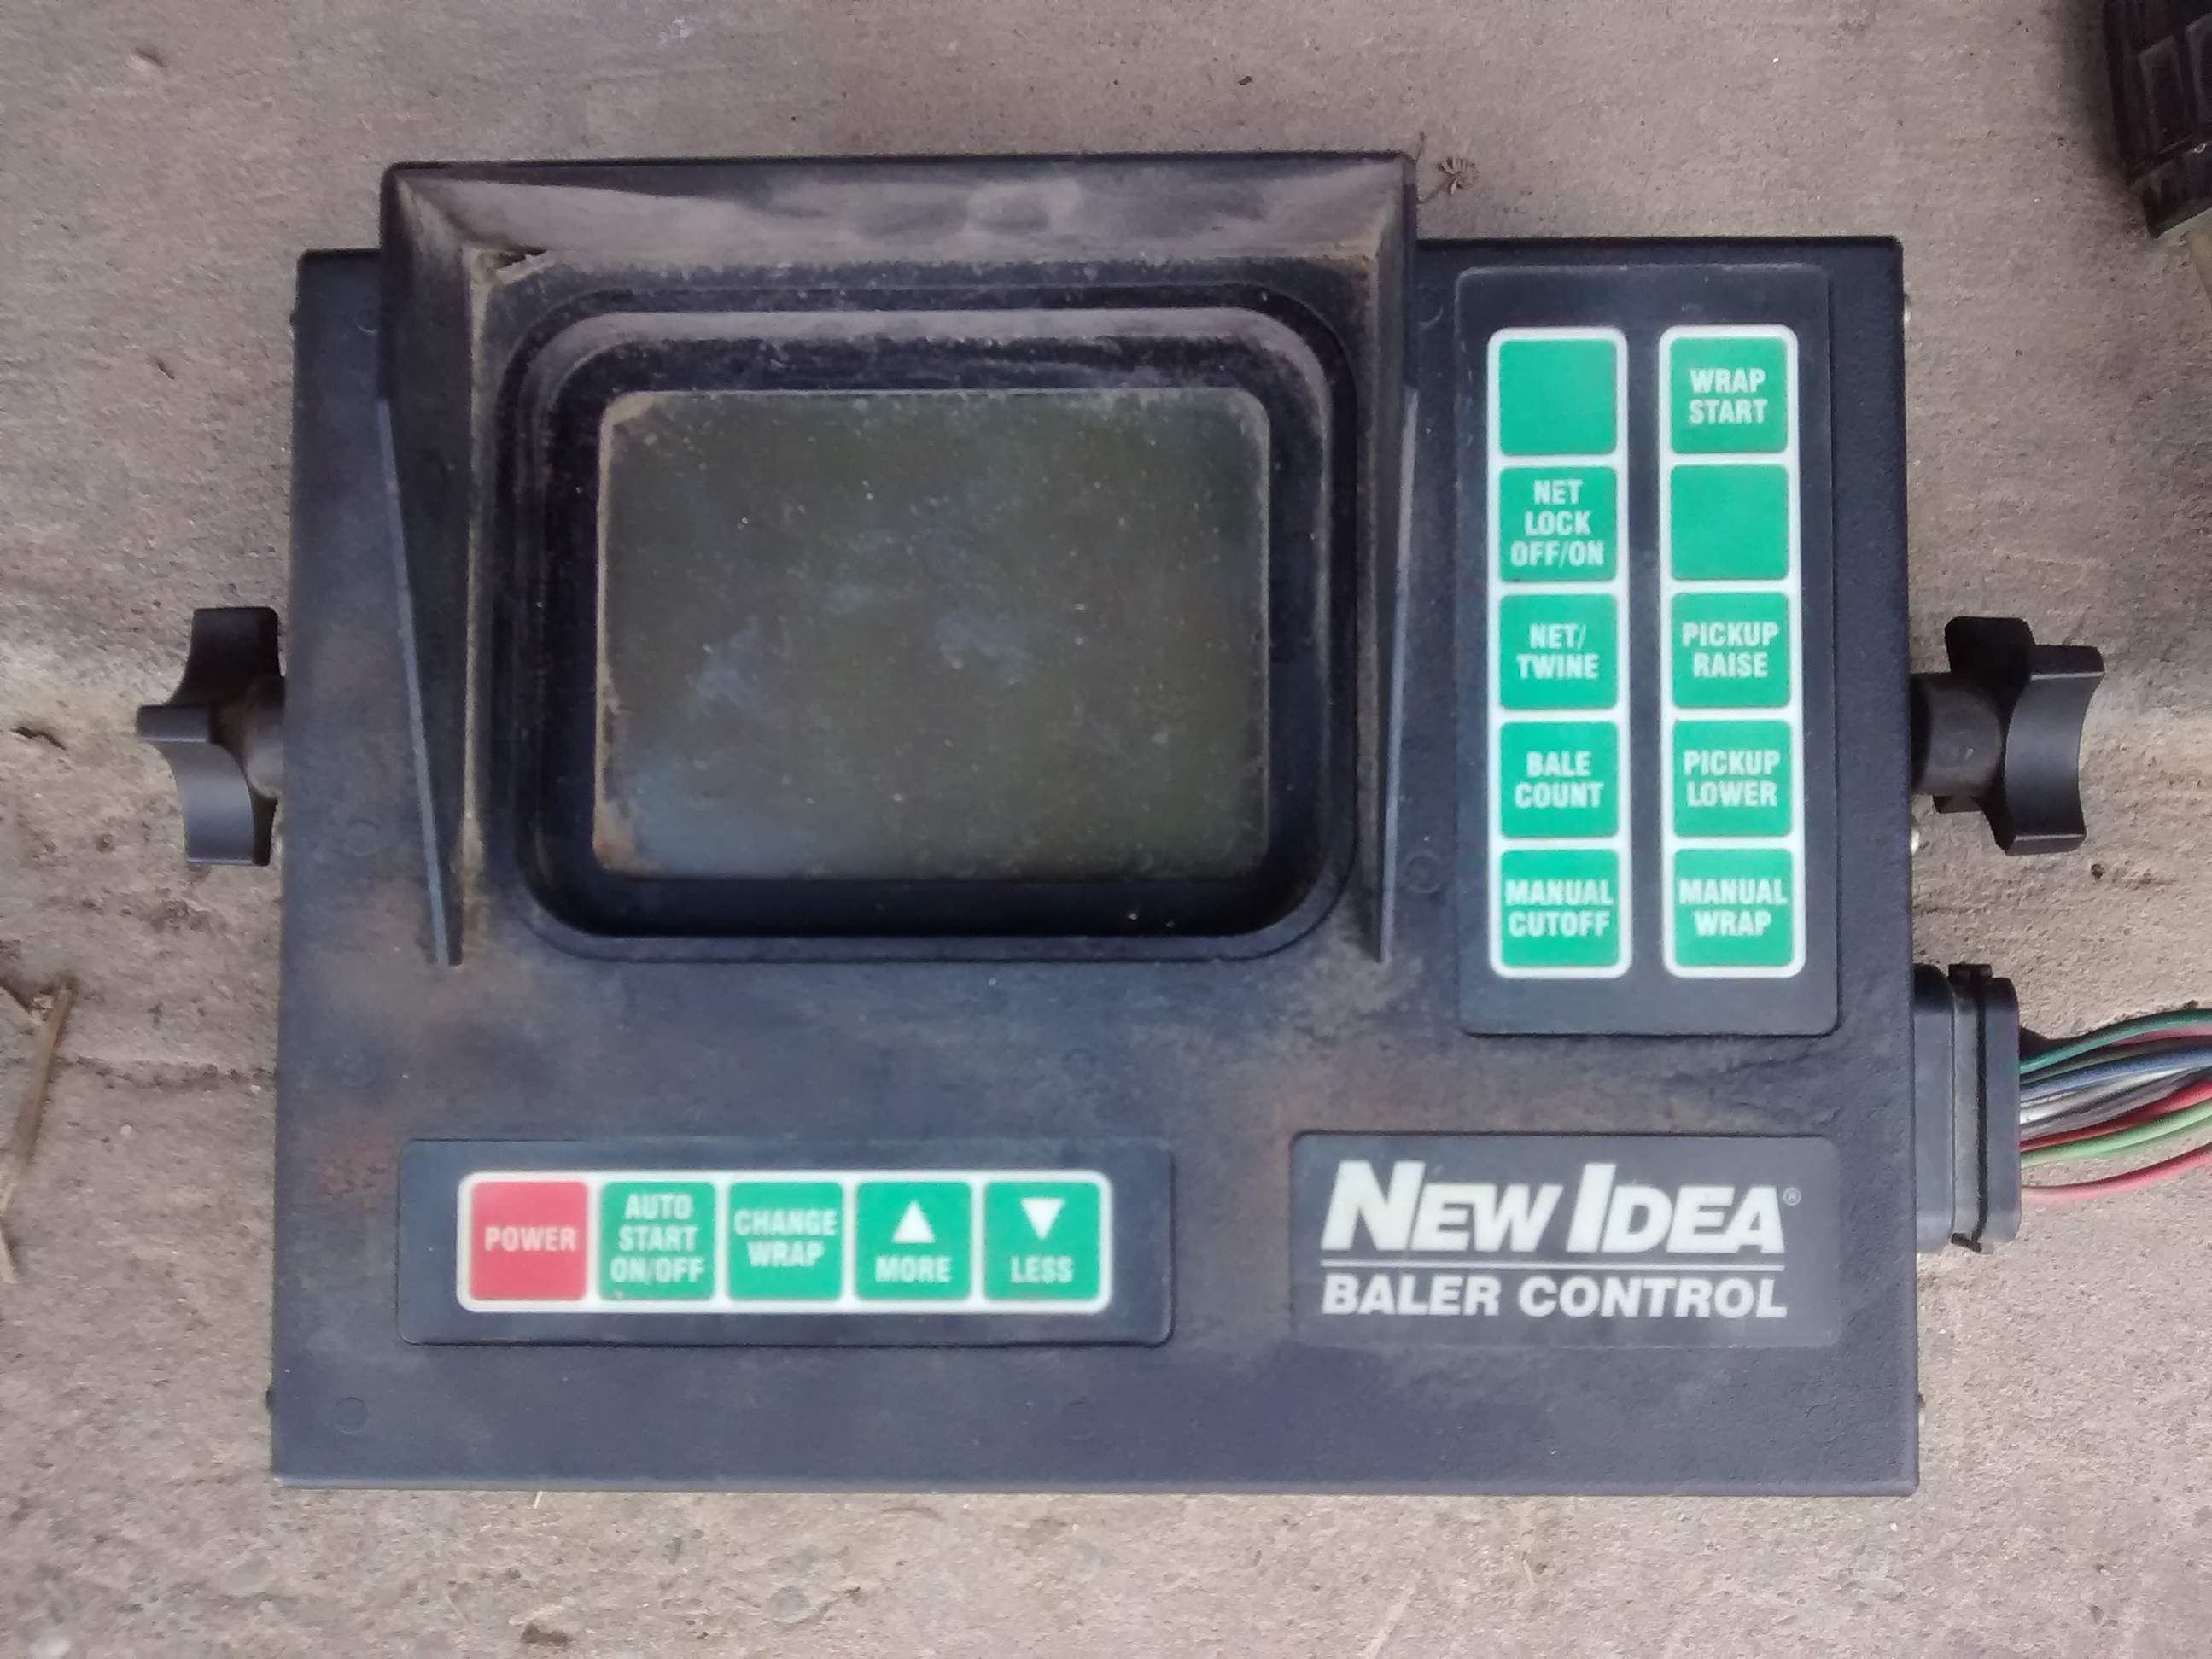 WRAP
START
NET
LOCK
OFF/ON
NET/
TWINE
PICKUP
RAISE
BALE
COUNT
PICKUP
LOWER
MANUAL
CUTOFF
MANUAL
WRAP
POWER
AUTO
START
ON/OFF
CHANGE
WRAP
MORE
LESS
NEW IDEA®
BALER CONTROL